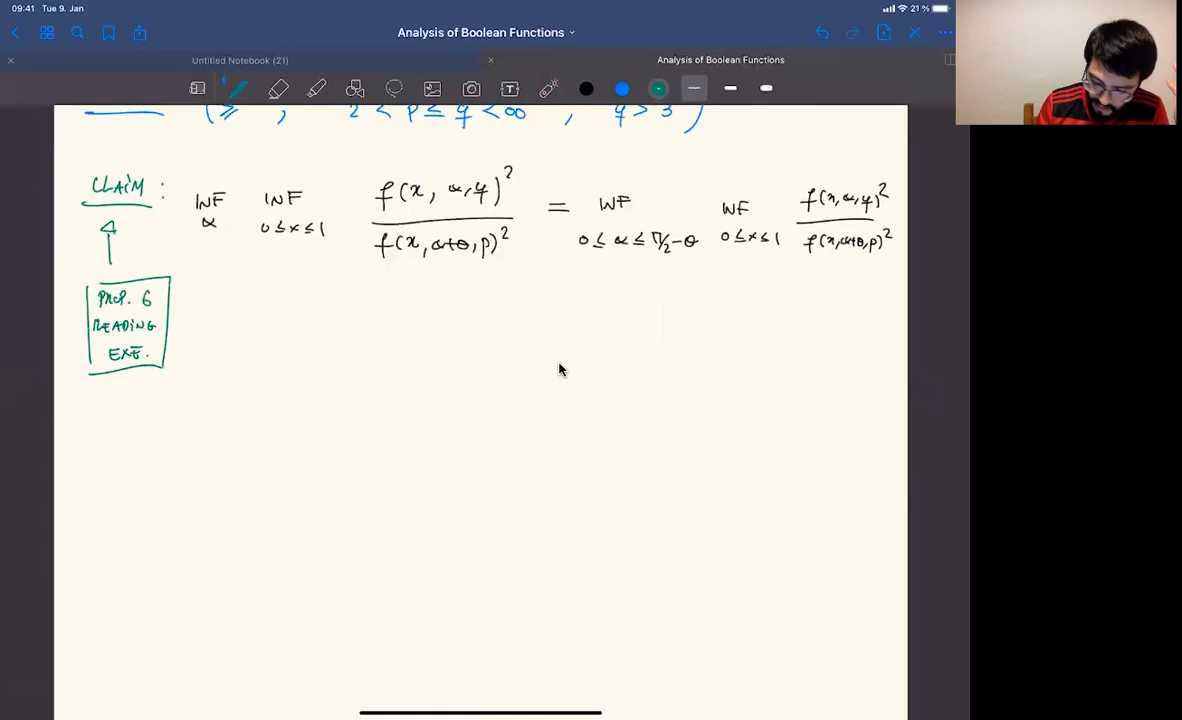 09:41 Tue 9. Jan
21 %
Analysis of Boolean Functions
Untitled Notebook (21)
Analysis of Boolean Functions
( ≥ , 2 < p ≤ q < ∞ , q > 3 )
CLAIM : INF α INF 0 ≤ x ≤ 1 f(x, α, q)² / f(x, α+θ, p)² = INF 0 ≤ α ≤ π/2 - θ INF 0 ≤ x ≤ 1 f(x, α, q)² / f(x, α+θ, p)²
PROP. 6
READING
EXE.